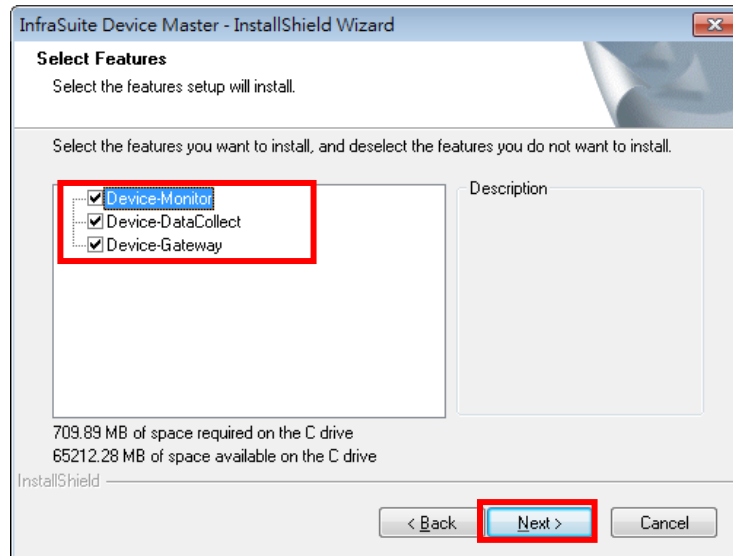 InfraSuite Device Master - InstallShield Wizard
Select Features
Select the features setup will install.
Select the features you want to install, and deselect the features you do not want to install.
Device-Monitor
Device-DataCollect
Device-Gateway
Description
709.89 MB of space required on the C drive
65212.28 MB of space available on the C drive
InstallShield
< Back
Next >
Cancel